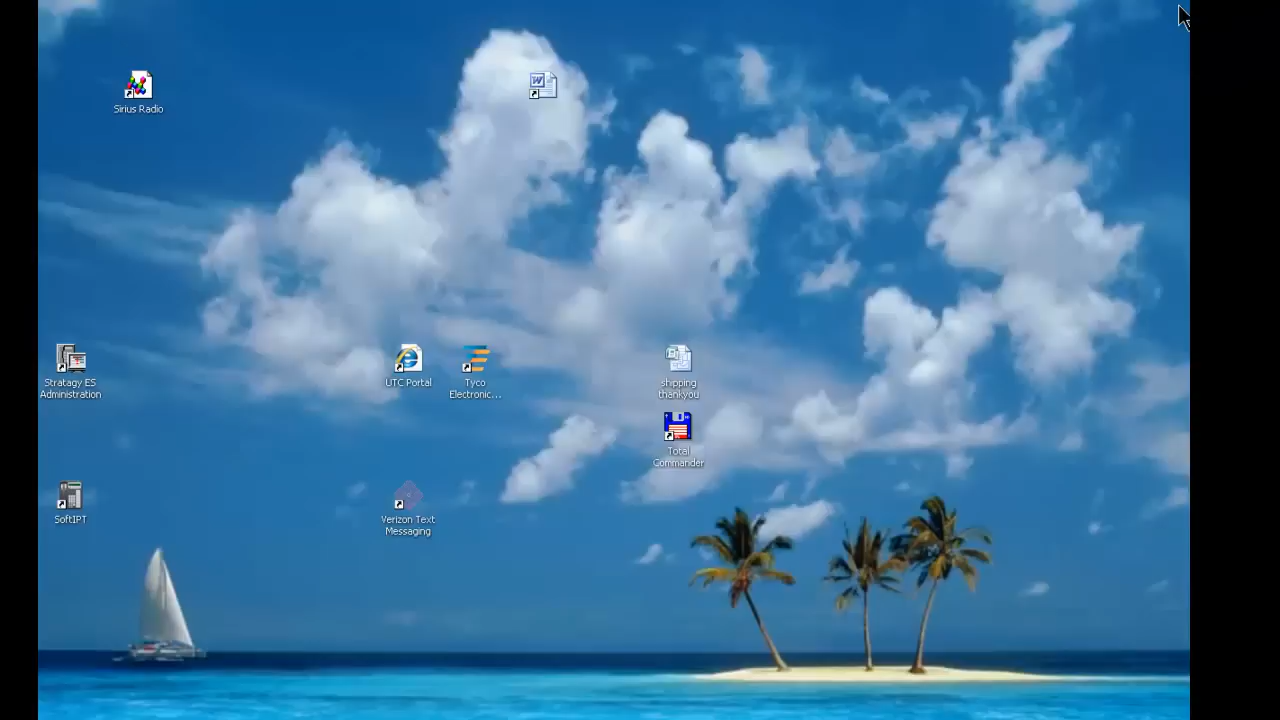 Sirius Radio
Stratagy ES
Administration
UTC Portal
Tyco
Electronic...
shipping
thankyou
Total
Commander
SoftIPT
Verizon Text
Messaging